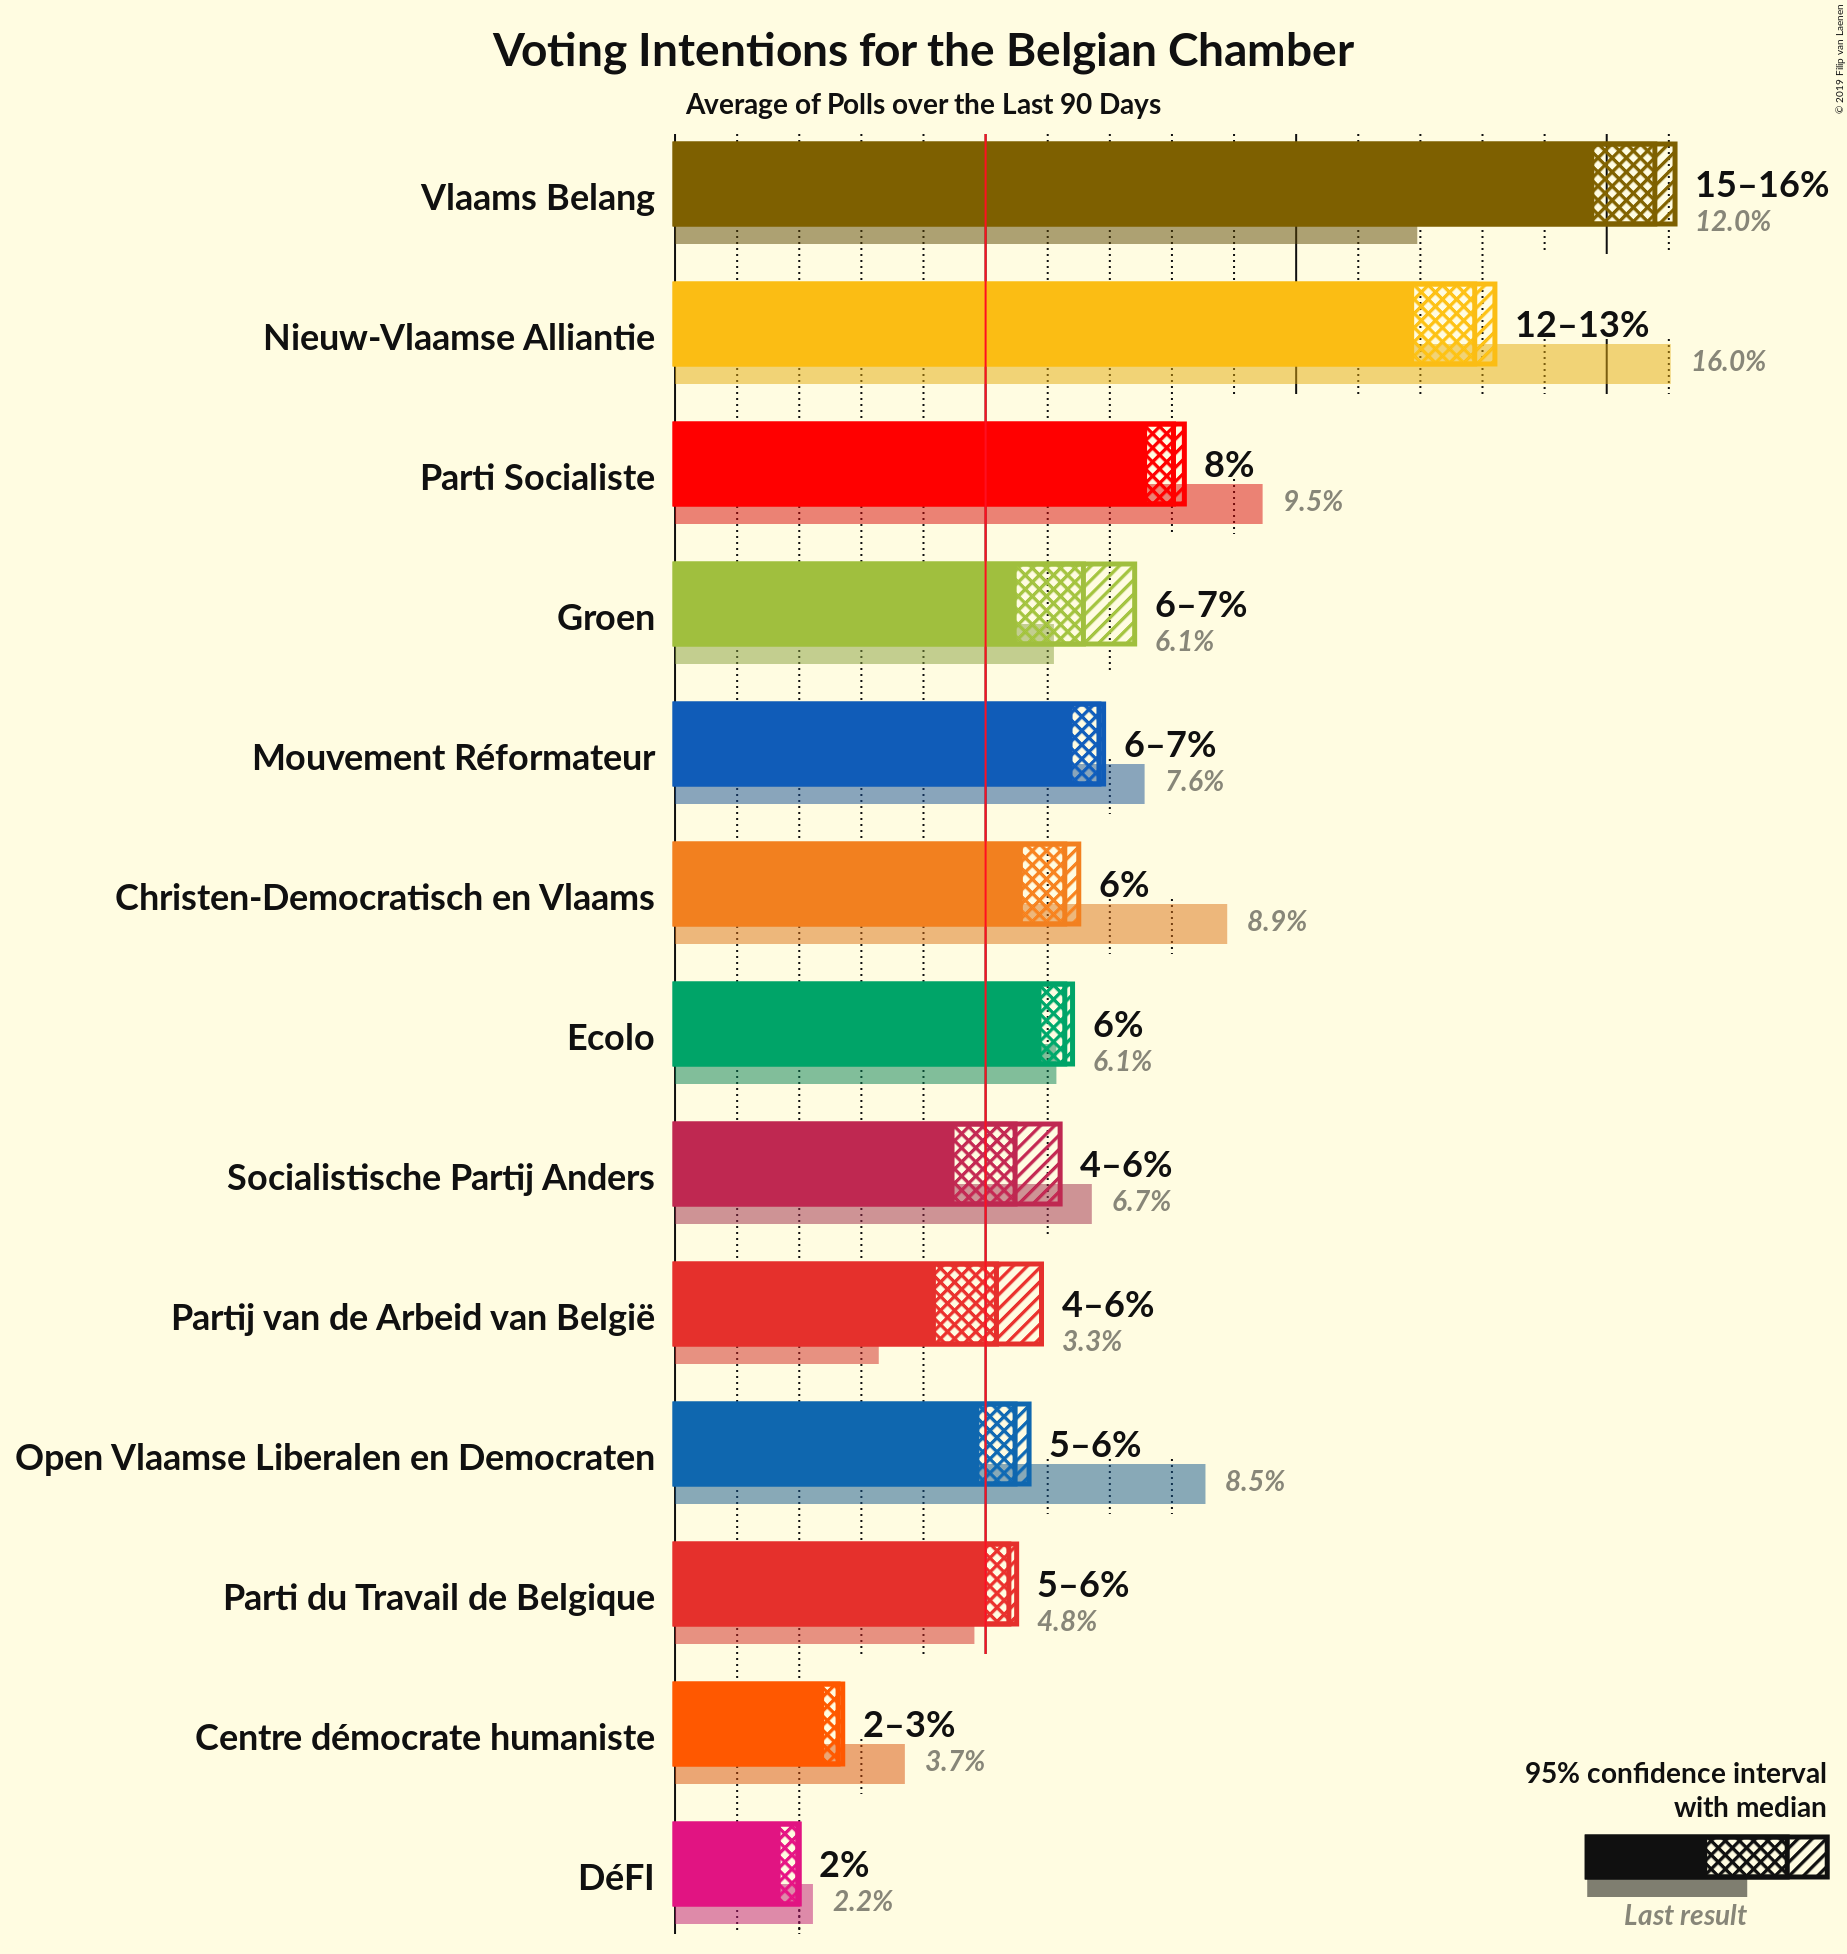 Voting Intentions for the Belgian Chamber
Average of Polls over the Last 90 Days
© 2019 Filip van Laenen
Vlaams Belang
15–16%
12.0%
Nieuw-Vlaamse Alliantie
12–13%
16.0%
Parti Socialiste
8%
9.5%
Groen
6–7%
6.1%
Mouvement Réformateur
6–7%
7.6%
Christen-Democratisch en Vlaams
6%
8.9%
Ecolo
6%
6.1%
Socialistische Partij Anders
4–6%
6.7%
Partij van de Arbeid van België
4–6%
3.3%
Open Vlaamse Liberalen en Democraten
5–6%
8.5%
Parti du Travail de Belgique
5–6%
4.8%
Centre démocrate humaniste
2–3%
3.7%
DéFI
2%
2.2%
95% confidence interval
with median
Last result